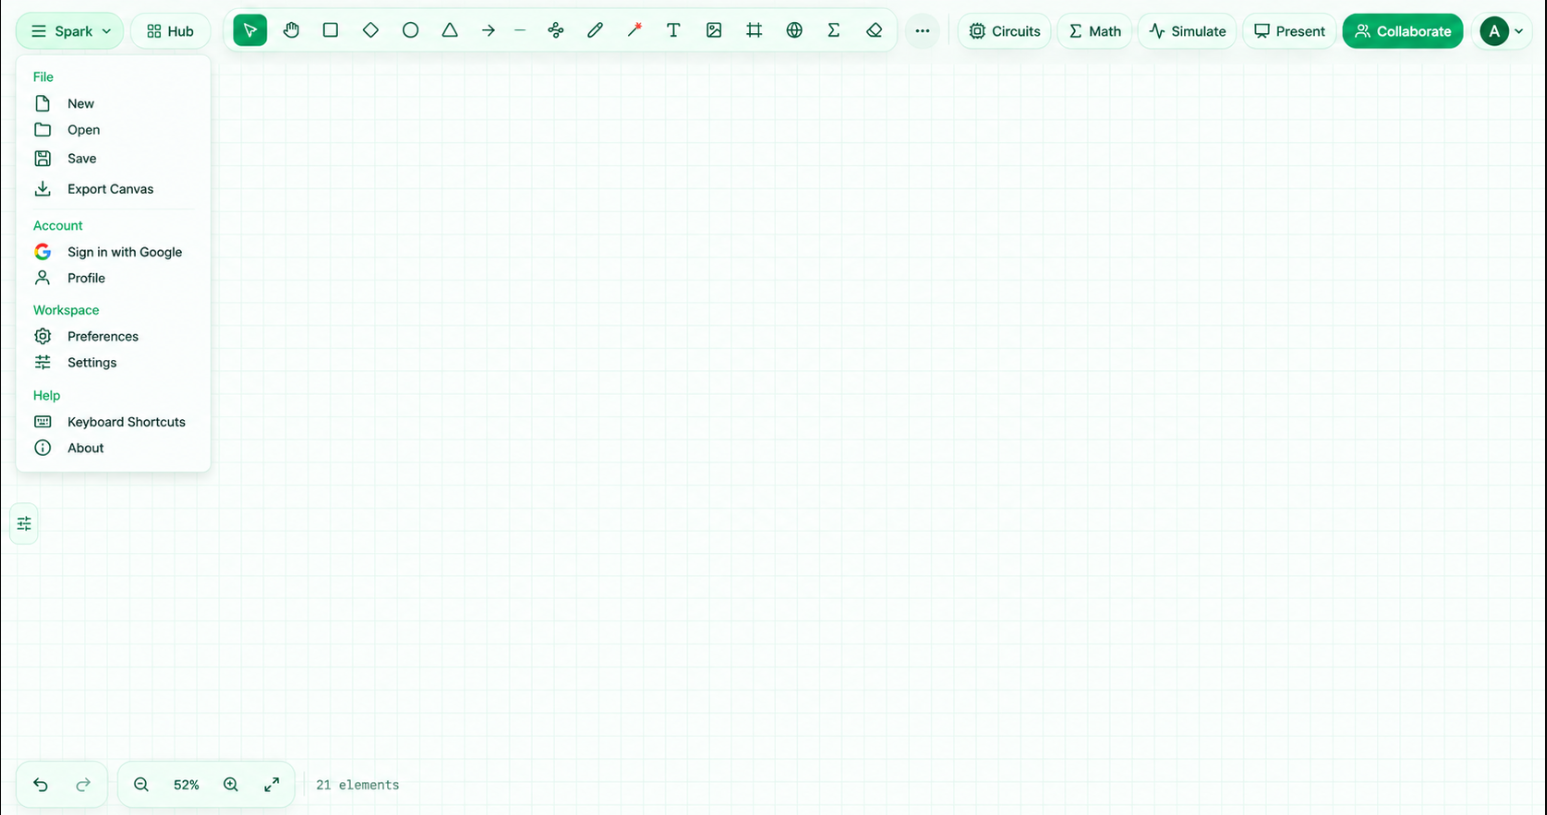 Spark
Hub
Circuits
Math
Simulate
Present
Collaborate
A
File
New
Open
Save
Export Canvas
Account
Sign in with Google
Profile
Workspace
Preferences
Settings
Help
Keyboard Shortcuts
About
52%
21 elements